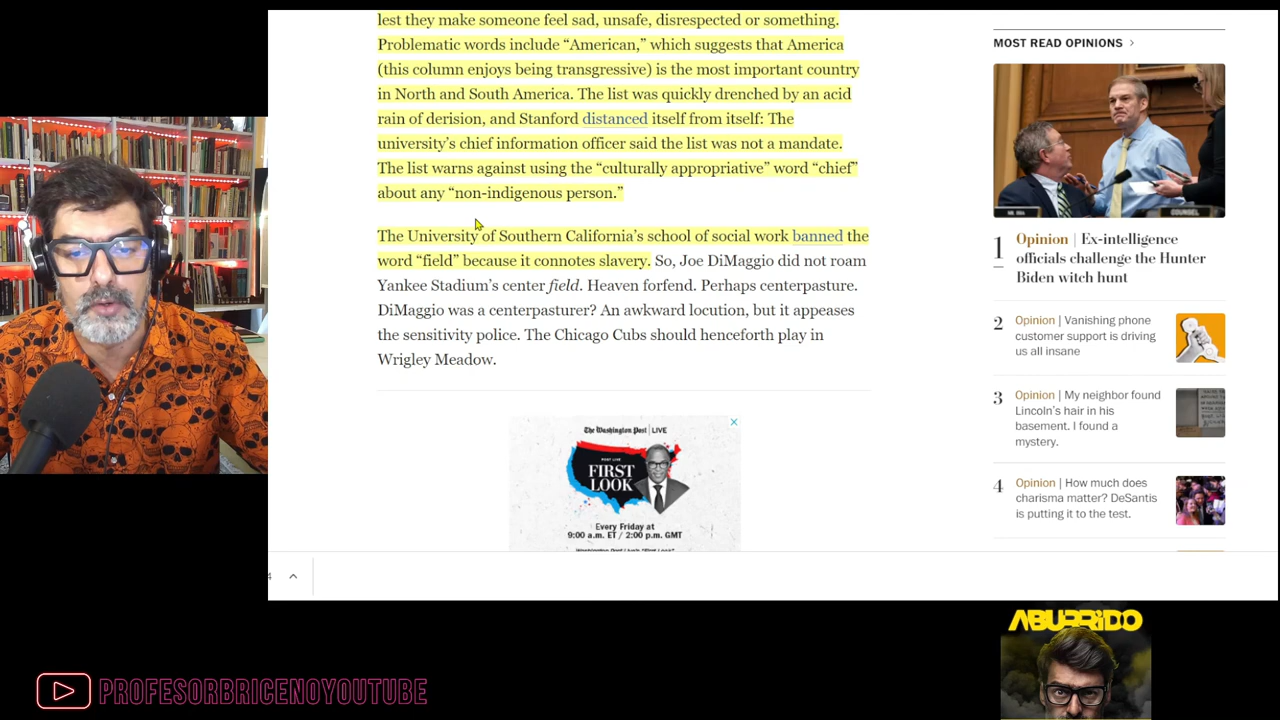 lest they make someone feel sad, unsafe, disrespected or something.
Problematic words include “American,” which suggests that America
(this column enjoys being transgressive) is the most important country
in North and South America. The list was quickly drenched by an acid
rain of derision, and Stanford distanced itself from itself: The
university’s chief information officer said the list was not a mandate.
The list warns against using the “culturally appropriative” word “chief”
about any “non-indigenous person.”
The University of Southern California’s school of social work banned the
word “field” because it connotes slavery. So, Joe DiMaggio did not roam
Yankee Stadium’s center field. Heaven forfend. Perhaps centerpasture.
DiMaggio was a centerpasturer? An awkward locution, but it appeases
the sensitivity police. The Chicago Cubs should henceforth play in
Wrigley Meadow.
The Washington Post | LIVE
POST LIVE
FIRST
LOOK
Every Friday at
9:00 a.m. ET / 2:00 p.m. GMT
Washington Post Live's "First Look"
MOST READ OPINIONS
COUNSEL
1
Opinion | Ex-intelligence
officials challenge the Hunter
Biden witch hunt
2
Opinion | Vanishing phone
customer support is driving
us all insane
3
Opinion | My neighbor found
Lincoln’s hair in his
basement. I found a
mystery.
4
Opinion | How much does
charisma matter? DeSantis
is putting it to the test.
ABURRIDO
PROFESORBRICENOYOUTUBE